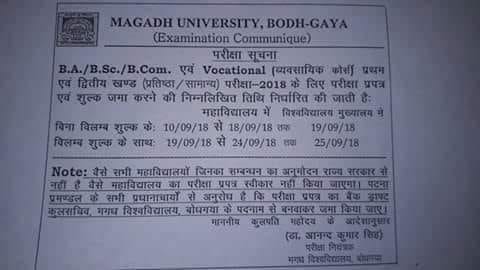 MAGADH UNIVERSITY, BODH-GAYA
(Examination Communique)
परीक्षा सूचना
B.A./B.Sc./B.Com. एवं Vocational (व्यवसायिक कोर्स) प्रथम
एवं द्वितीय खण्ड (प्रतिष्ठा/सामान्य) परीक्षा-2018 के लिए परीक्षा प्रपत्र
एवं शुल्क जमा करने की निम्नलिखित तिथि निर्धारित की जाती है:
महाविद्यालय में विश्वविद्यालय मुख्यालय में
बिना विलम्ब शुल्क के: 10/09/18 से 18/09/18 तक 19/09/18
विलम्ब शुल्क के साथ: 19/09/18 से 24/09/18 तक 25/09/18
Note: वैसे सभी महाविद्यालयों जिनका सम्बन्धन का अनुमोदन राज्य सरकार से
नहीं है वैसे महाविद्यालय का परीक्षा प्रपत्र स्वीकार नहीं किया जाएगा। पटना
प्रमण्डल के सभी प्रधानाचार्यों से अनुरोध है कि परीक्षा प्रपत्र का बैंक ड्राफ्ट
कुलसचिव, मगध विश्वविद्यालय, बोधगया के पदनाम से बनवाकर जमा किया जाए।
माननीय कुलपति महोदय के आदेशानुसार
(डा. आनन्द कुमार सिंह)
परीक्षा नियंत्रक
मगध विश्वविद्यालय, बोधगया